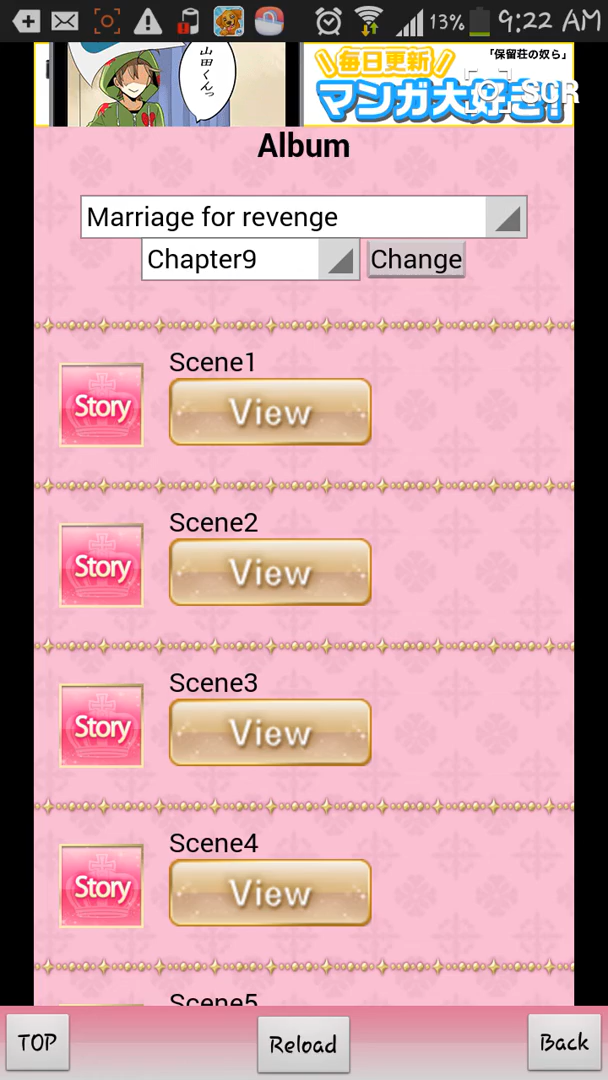 13% 9:22 AM
山田くんっ
毎日更新
「保留荘の奴ら」
マンガ大好き!
SCR
Album
Marriage for revenge
Chapter9
Change
Scene1
Story
View
Scene2
Story
View
Scene3
Story
View
Scene4
Story
View
Scene5
TOP
Reload
Back